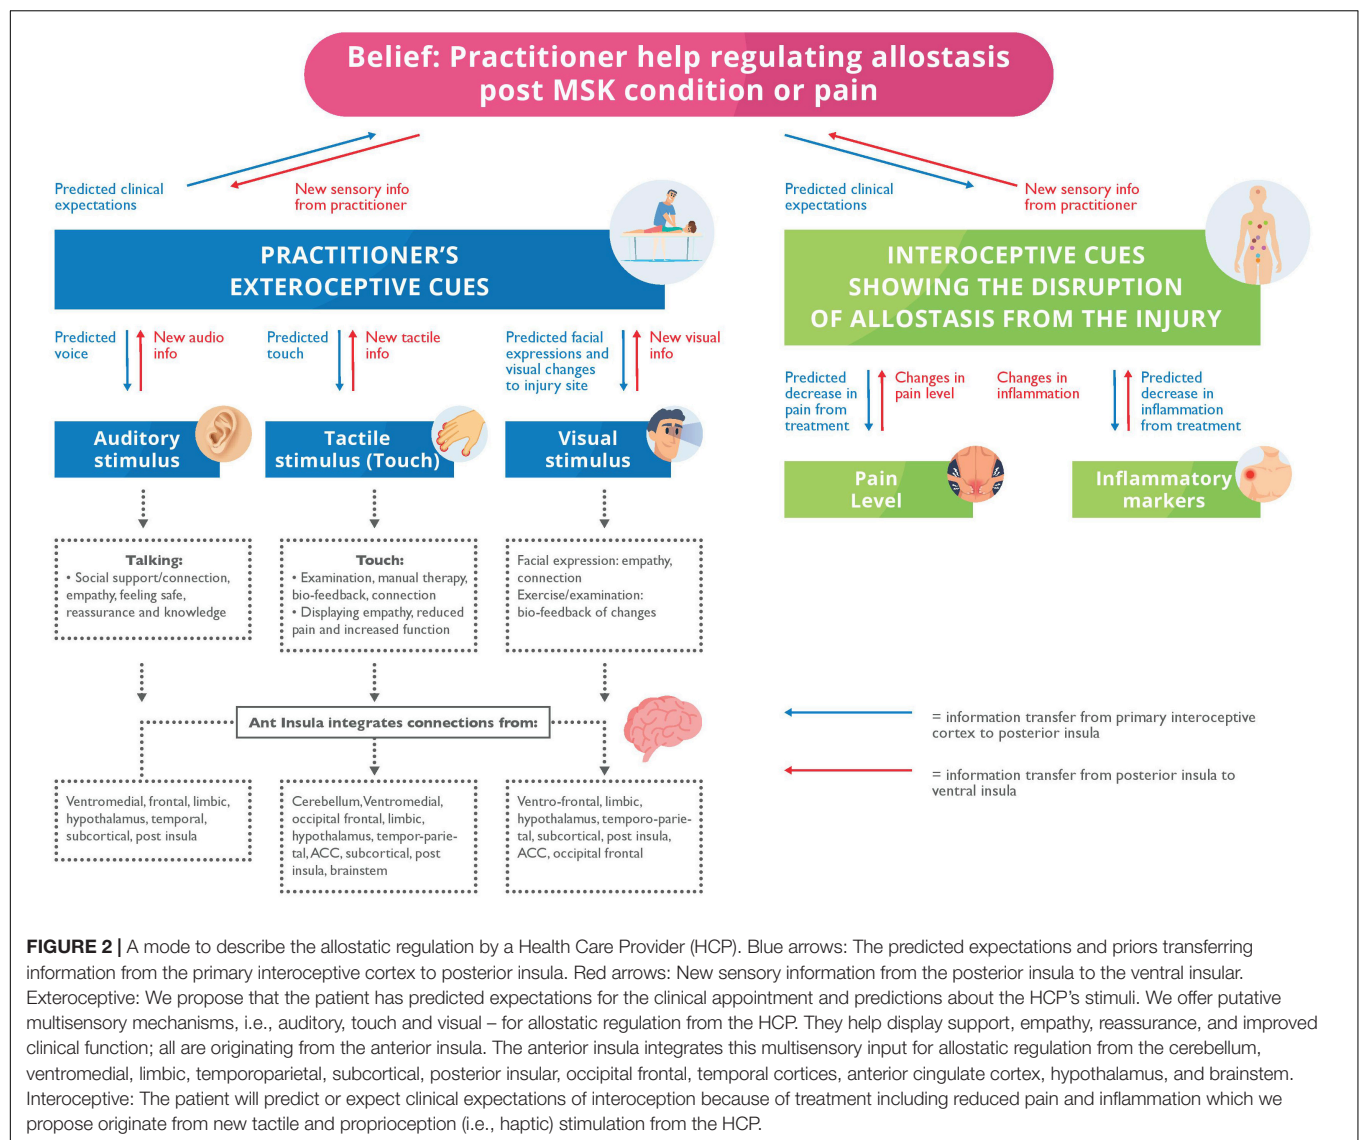 Belief: Practitioner help regulating allostasis
post MSK condition or pain
Predicted clinical
expectations
New sensory info
from practitioner
Predicted clinical
expectations
New sensory info
from practitioner
PRACTITIONER'S
EXTEROCEPTIVE CUES
INTEROCEPTIVE CUES
SHOWING THE DISRUPTION
OF ALLOSTASIS FROM THE INJURY
Predicted
voice
New audio
info
Predicted
touch
New tactile
info
Predicted facial
expressions and
visual changes
to injury site
New visual
info
Predicted
decrease in
pain from
treatment
Changes in
pain level
Changes in
inflammation
Predicted
decrease in
inflammation
from treatment
Auditory
stimulus
Tactile
stimulus (Touch)
Visual
stimulus
Pain
Level
Inflammatory
markers
Talking:
• Social support/connection,
empathy, feeling safe,
reassurance and knowledge
Touch:
• Examination, manual therapy,
bio-feedback, connection
• Displaying empathy, reduced
pain and increased function
Facial expression: empathy,
connection
Exercise/examination:
bio-feedback of changes
Ant Insula integrates connections from:
= information transfer from primary interoceptive
cortex to posterior insula
= information transfer from posterior insula to
ventral insula
Ventromedial, frontal, limbic,
hypothalamus, temporal,
subcortical, post insula
Cerebellum, Ventromedial,
occipital frontal, limbic,
hypothalamus, tempor-parie-
tal, ACC, subcortical, post
insula, brainstem
Ventro-frontal, limbic,
hypothalamus, temporo-parie-
tal, subcortical, post insula,
ACC, occipital frontal
FIGURE 2 | A mode to describe the allostatic regulation by a Health Care Provider (HCP). Blue arrows: The predicted expectations and priors transferring
information from the primary interoceptive cortex to posterior insula. Red arrows: New sensory information from the posterior insula to the ventral insular.
Exteroceptive: We propose that the patient has predicted expectations for the clinical appointment and predictions about the HCP's stimuli. We offer putative
multisensory mechanisms, i.e., auditory, touch and visual – for allostatic regulation from the HCP. They help display support, empathy, reassurance, and improved
clinical function; all are originating from the anterior insula. The anterior insula integrates this multisensory input for allostatic regulation from the cerebellum,
ventromedial, limbic, temporoparietal, subcortical, posterior insular, occipital frontal, temporal cortices, anterior cingulate cortex, hypothalamus, and brainstem.
Interoceptive: The patient will predict or expect clinical expectations of interoception because of treatment including reduced pain and inflammation which we
propose originate from new tactile and proprioception (i.e., haptic) stimulation from the HCP.